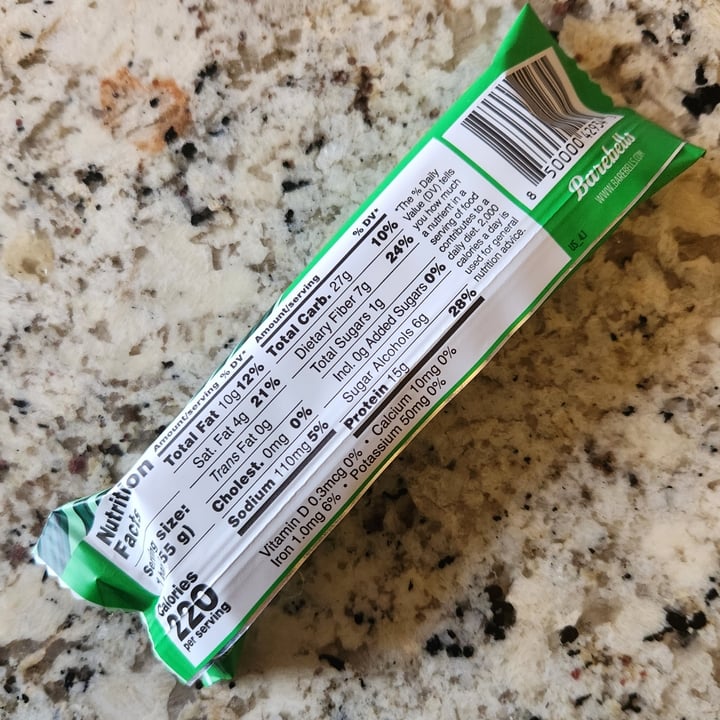 Nutrition
Facts
size:
55 g)
Calories
220
per serving
Amount/serving % DV*
Total Fat 10g 12%
Sat. Fat 4g 21%
Trans Fat 0g
Cholest. 0mg 0%
Sodium 110mg 5%
Amount/serving % DV*
Total Carb. 27g 10%
Dietary Fiber 7g 24%
Total Sugars 1g
Incl. 0g Added Sugars 0%
Sugar Alcohols 6g
Protein 15g 28%
Vitamin D 0.3mcg 0% • Calcium 10mg 0%
Iron 1.0mg 6% • Potassium 50mg 0%
The % Daily
Value (DV) tells
you how much
a nutrient in a
serving of food
contributes to a
daily diet. 2,000
calories a day is
used for general
nutrition advice.
8 50000 4293
Barebells
WWW.BAREBELLS.COM
US_4.1